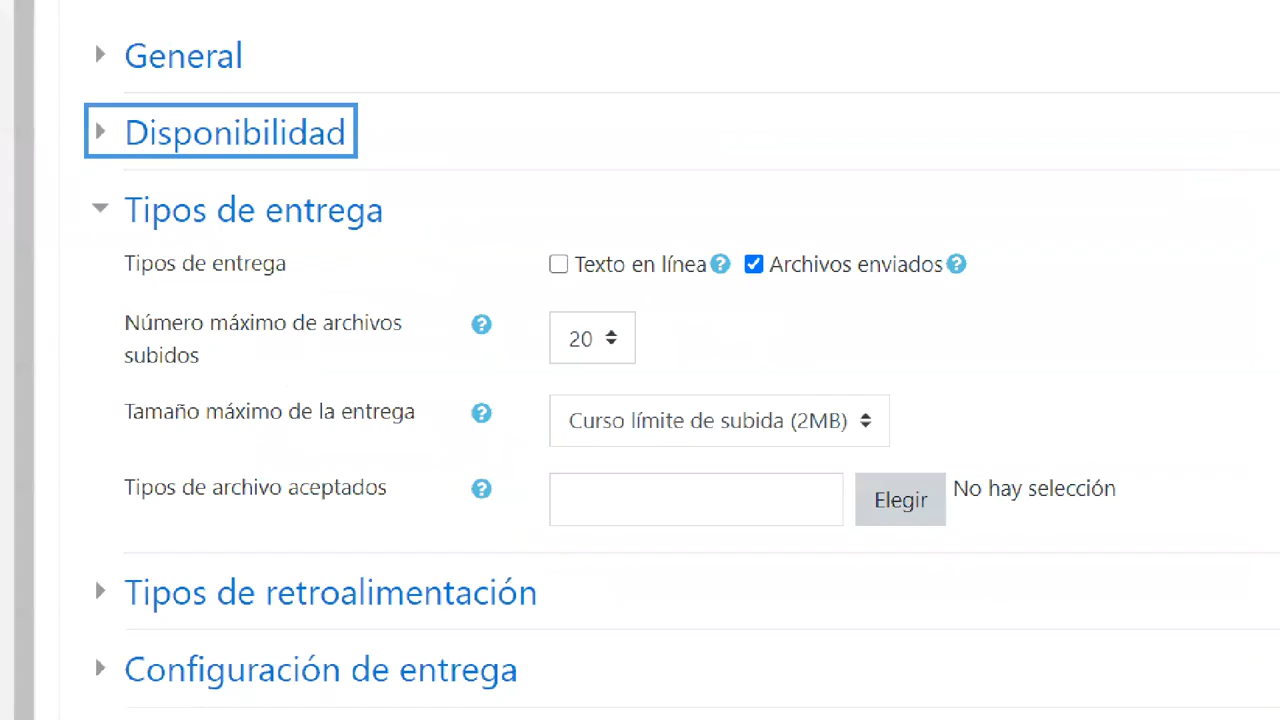 General
Disponibilidad
Tipos de entrega
Tipos de entrega
Texto en línea ? Archivos enviados ?
Número máximo de archivos subidos ?
20
Tamaño máximo de la entrega ?
Curso límite de subida (2MB)
Tipos de archivo aceptados ?
Elegir No hay selección
Tipos de retroalimentación
Configuración de entrega